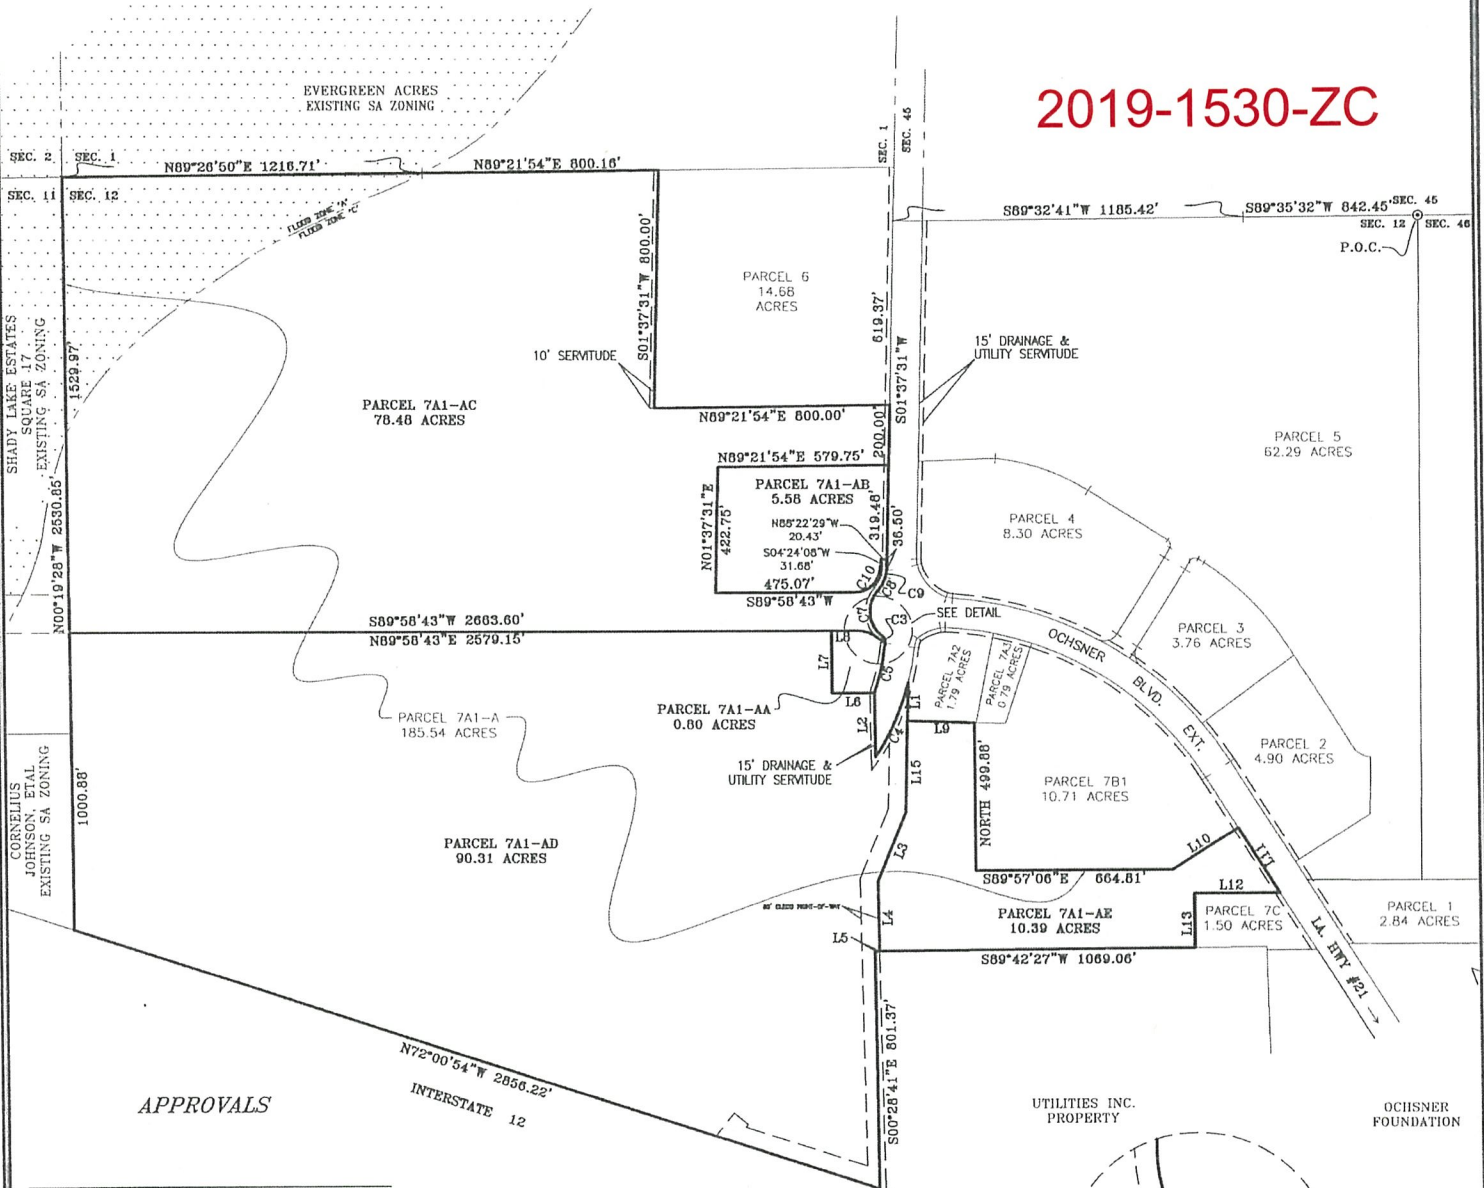 2019-1530-ZC
EVERGREEN ACRES
EXISTING SA ZONING
SEC. 2
SEC. 1
SEC. 11
SEC. 12
N89°26'50"E 1216.71'
N89°21'54"E 800.16'
SEC. 1
SEC. 45
S89°32'41"W 1185.42'
S89°35'32"W 842.45'
SEC. 45
SEC. 12
SEC. 46
P.O.C.
FLOOD ZONE "A"
FLOOD ZONE "C"
SHADY LAKE ESTATES
SQUARE 17
EXISTING SA ZONING
1529.97'
N00°19'28"W 2530.85'
S01°37'31"W 800.00'
PARCEL 6
14.68
ACRES
619.37'
S01°37'31"W
10' SERVITUDE
15' DRAINAGE &
UTILITY SERVITUDE
PARCEL 7A1-AC
78.48 ACRES
N89°21'54"E 800.00'
200.00'
PARCEL 5
62.29 ACRES
N89°21'54"E 579.75'
PARCEL 7A1-AB
5.58 ACRES
N01°37'31"E
422.75'
N88°22'29"W
20.43'
S04°24'08"W
31.68'
319.48'
36.50'
475.07'
S89°58'43"W
C10
C8
C9
C7
C3
SEE DETAIL
PARCEL 4
8.30 ACRES
PARCEL 3
3.76 ACRES
S89°58'43"W 2663.60'
N89°58'43"E 2579.15'
L8
L7
C5
L6
L1
L2
C4
L9
PARCEL 7A2
1.79 ACRES
PARCEL 7A3
0.79 ACRES
OCHSNER
BLVD.
EXT.
PARCEL 2
4.90 ACRES
PARCEL 7A1-A
185.54 ACRES
PARCEL 7A1-AA
0.80 ACRES
15' DRAINAGE &
UTILITY SERVITUDE
L15
NORTH 499.88'
PARCEL 7B1
10.71 ACRES
CORNELIUS
JOHNSON, ETAL
EXISTING SA ZONING
1000.88'
PARCEL 7A1-AD
90.31 ACRES
L3
L10
L11
S89°57'06"E 664.81'
L12
L4
L5
PARCEL 7A1-AE
10.39 ACRES
L13
PARCEL 7C
1.50 ACRES
PARCEL 1
2.84 ACRES
S89°42'27"W 1069.06'
LA. HWY #21
N72°00'54"W 2856.22'
INTERSTATE 12
S00°28'41"E 801.37'
APPROVALS
UTILITIES INC.
PROPERTY
OCHSNER
FOUNDATION